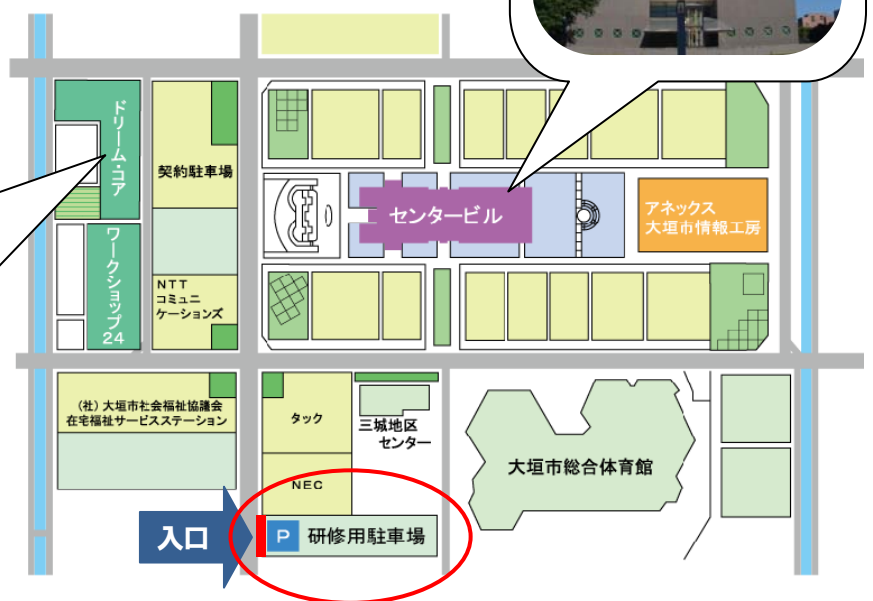 ドリーム・コア
契約駐車場
センタービル
アネックス
大垣市情報工房
ワークショップ
24
NTT
コミュニ
ケーションズ
(社)大垣市社会福祉協議会
在宅福祉サービスステーション
タック
三城地区
センター
大垣市総合体育館
NEC
入口
P 研修用駐車場